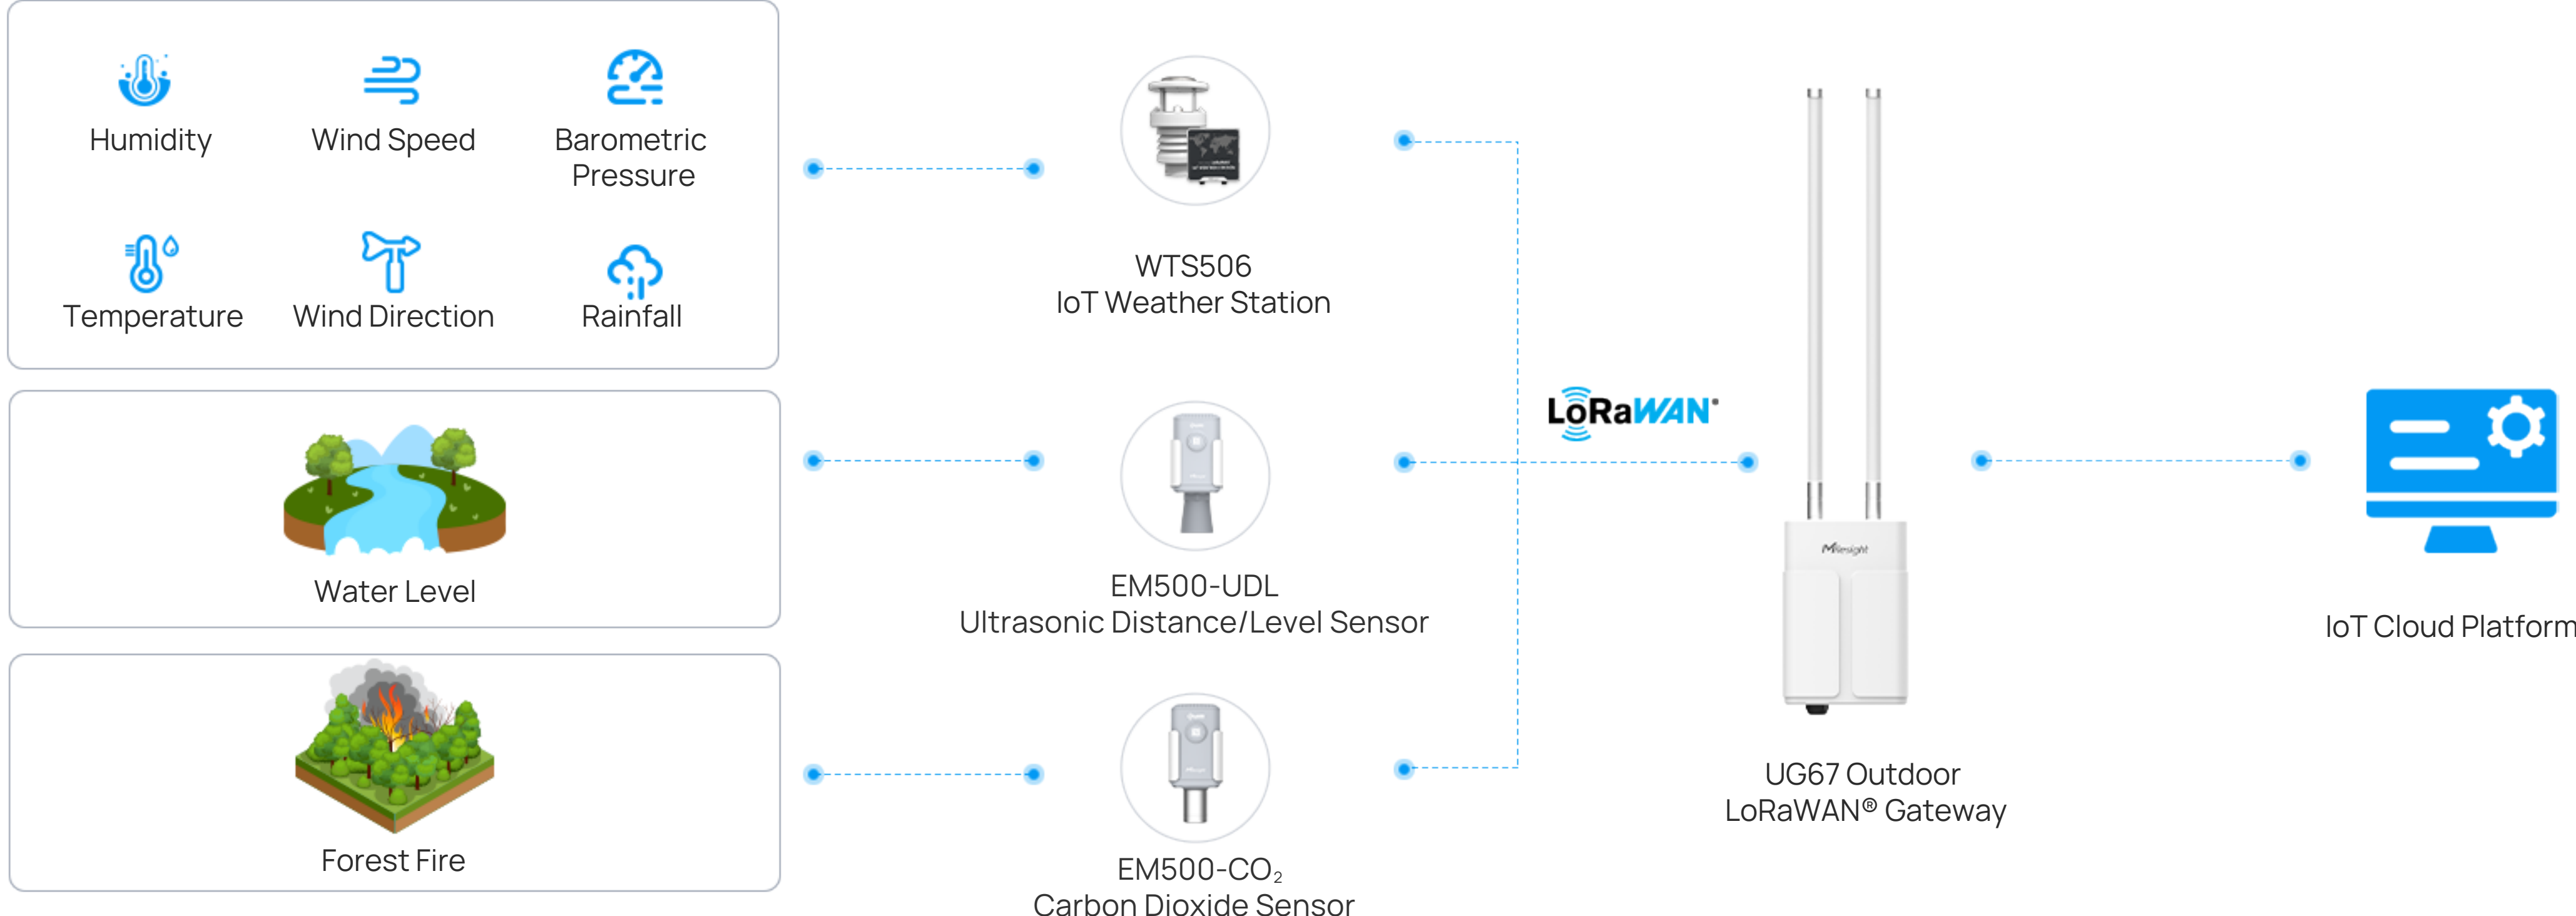 Humidity
Wind Speed
Barometric
Pressure
Temperature
Wind Direction
Rainfall
WTS506
IoT Weather Station
Water Level
EM500-UDL
Ultrasonic Distance/Level Sensor
Forest Fire
EM500-CO₂
Carbon Dioxide Sensor
LoRaWAN®
Milesight
UG67 Outdoor
LoRaWAN® Gateway
IoT Cloud Platform